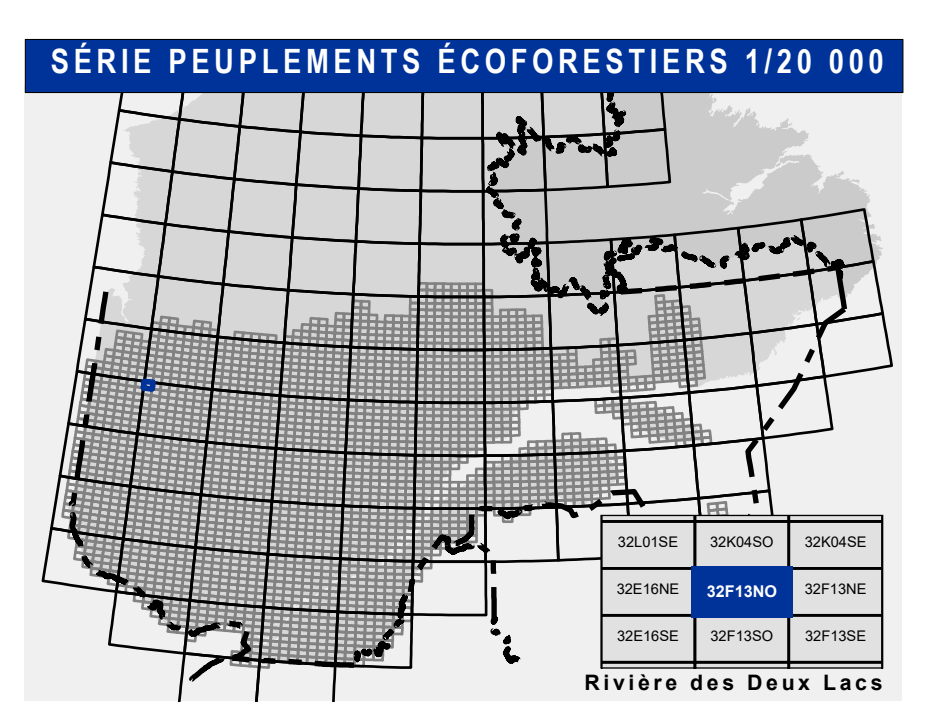 SÉRIE PEUPLEMENTS ÉCOFORESTIERS 1/20 000
32L01SE 32K04SO 32K04SE
32E16NE 32F13NO 32F13NE
32E16SE 32F13SO 32F13SE
Rivière des Deux Lacs